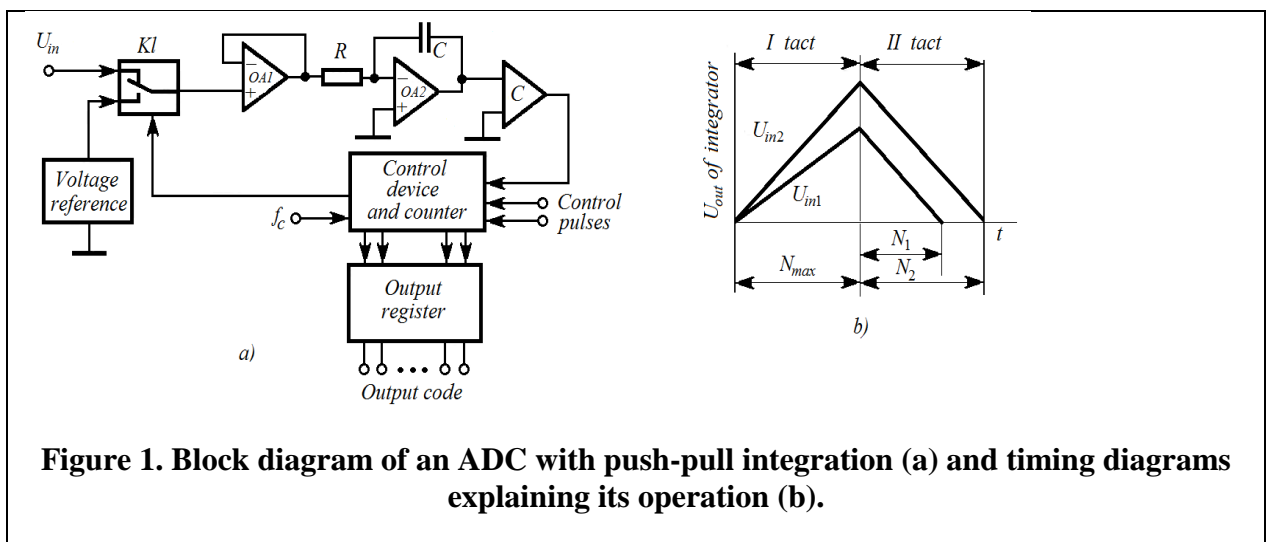 U_in
Kl
OA1
R
C
OA2
C
Voltage
reference
Control
device
and counter
f_c
Control
pulses
Output
register
a)
Output code
I tact
II tact
U_out of integrator
U_in2
U_in1
t
N_1
N_max
N_2
b)
Figure 1. Block diagram of an ADC with push-pull integration (a) and timing diagrams
explaining its operation (b).